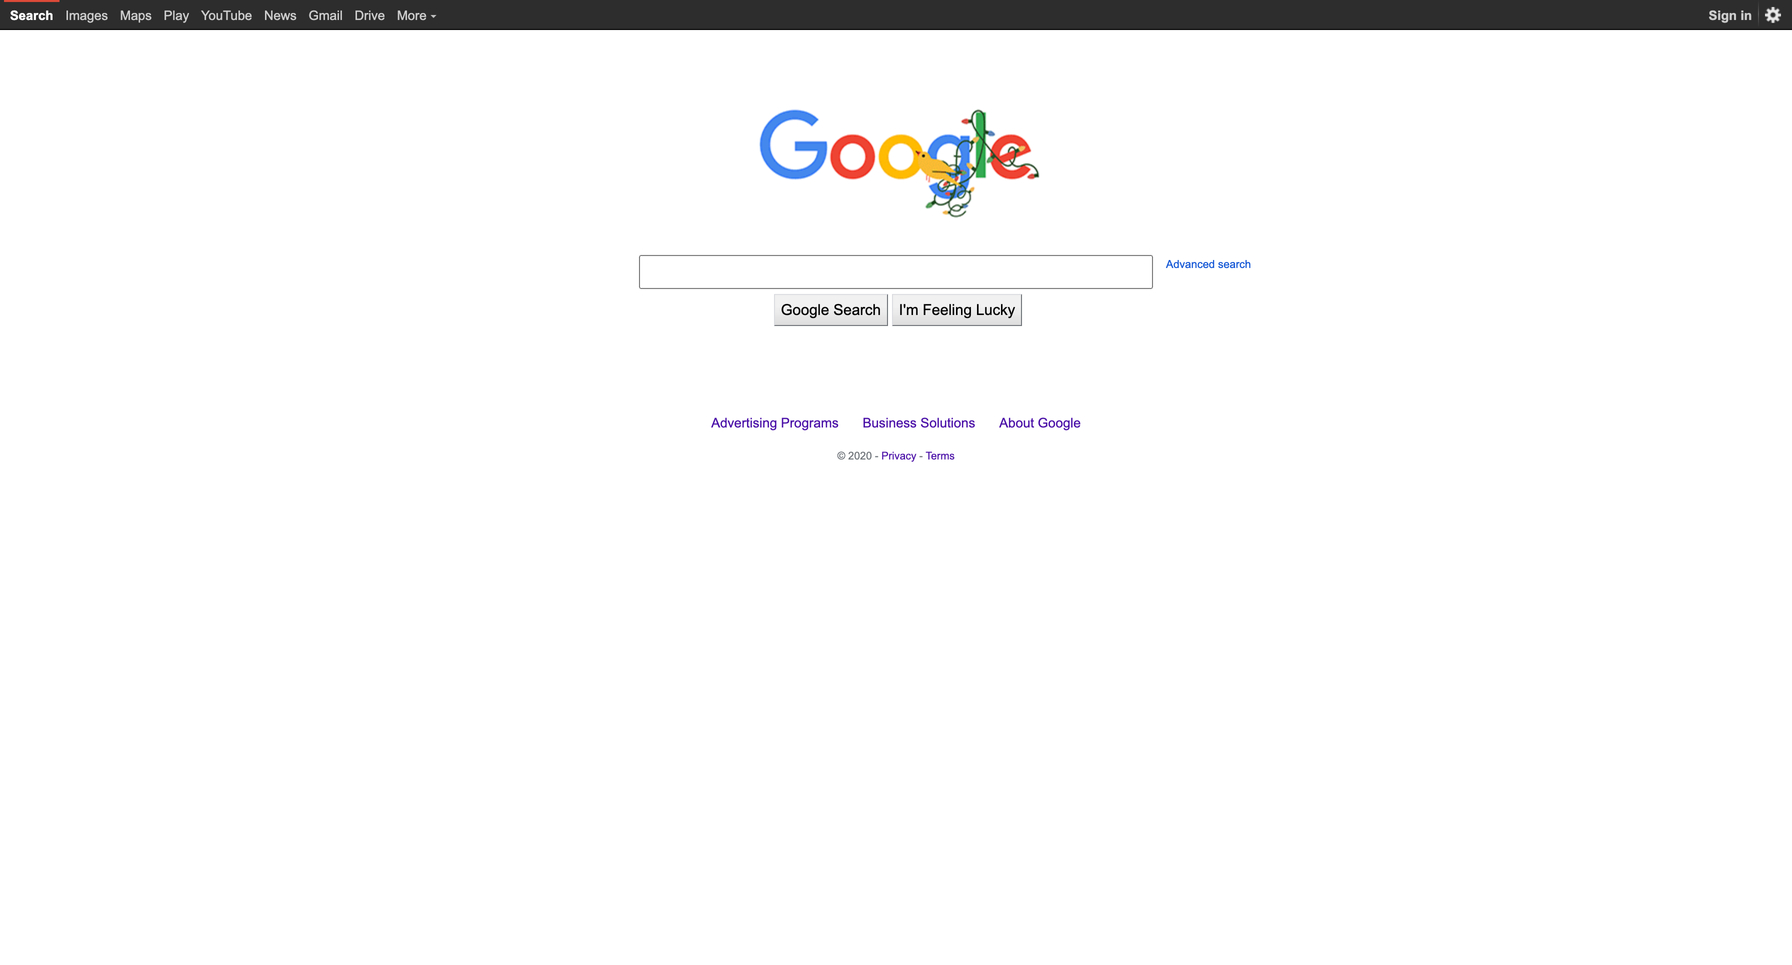 Search Images Maps Play YouTube News Gmail Drive More Sign in
Google
Advanced search
Google Search I'm Feeling Lucky
Advertising Programs Business Solutions About Google
© 2020 - Privacy - Terms